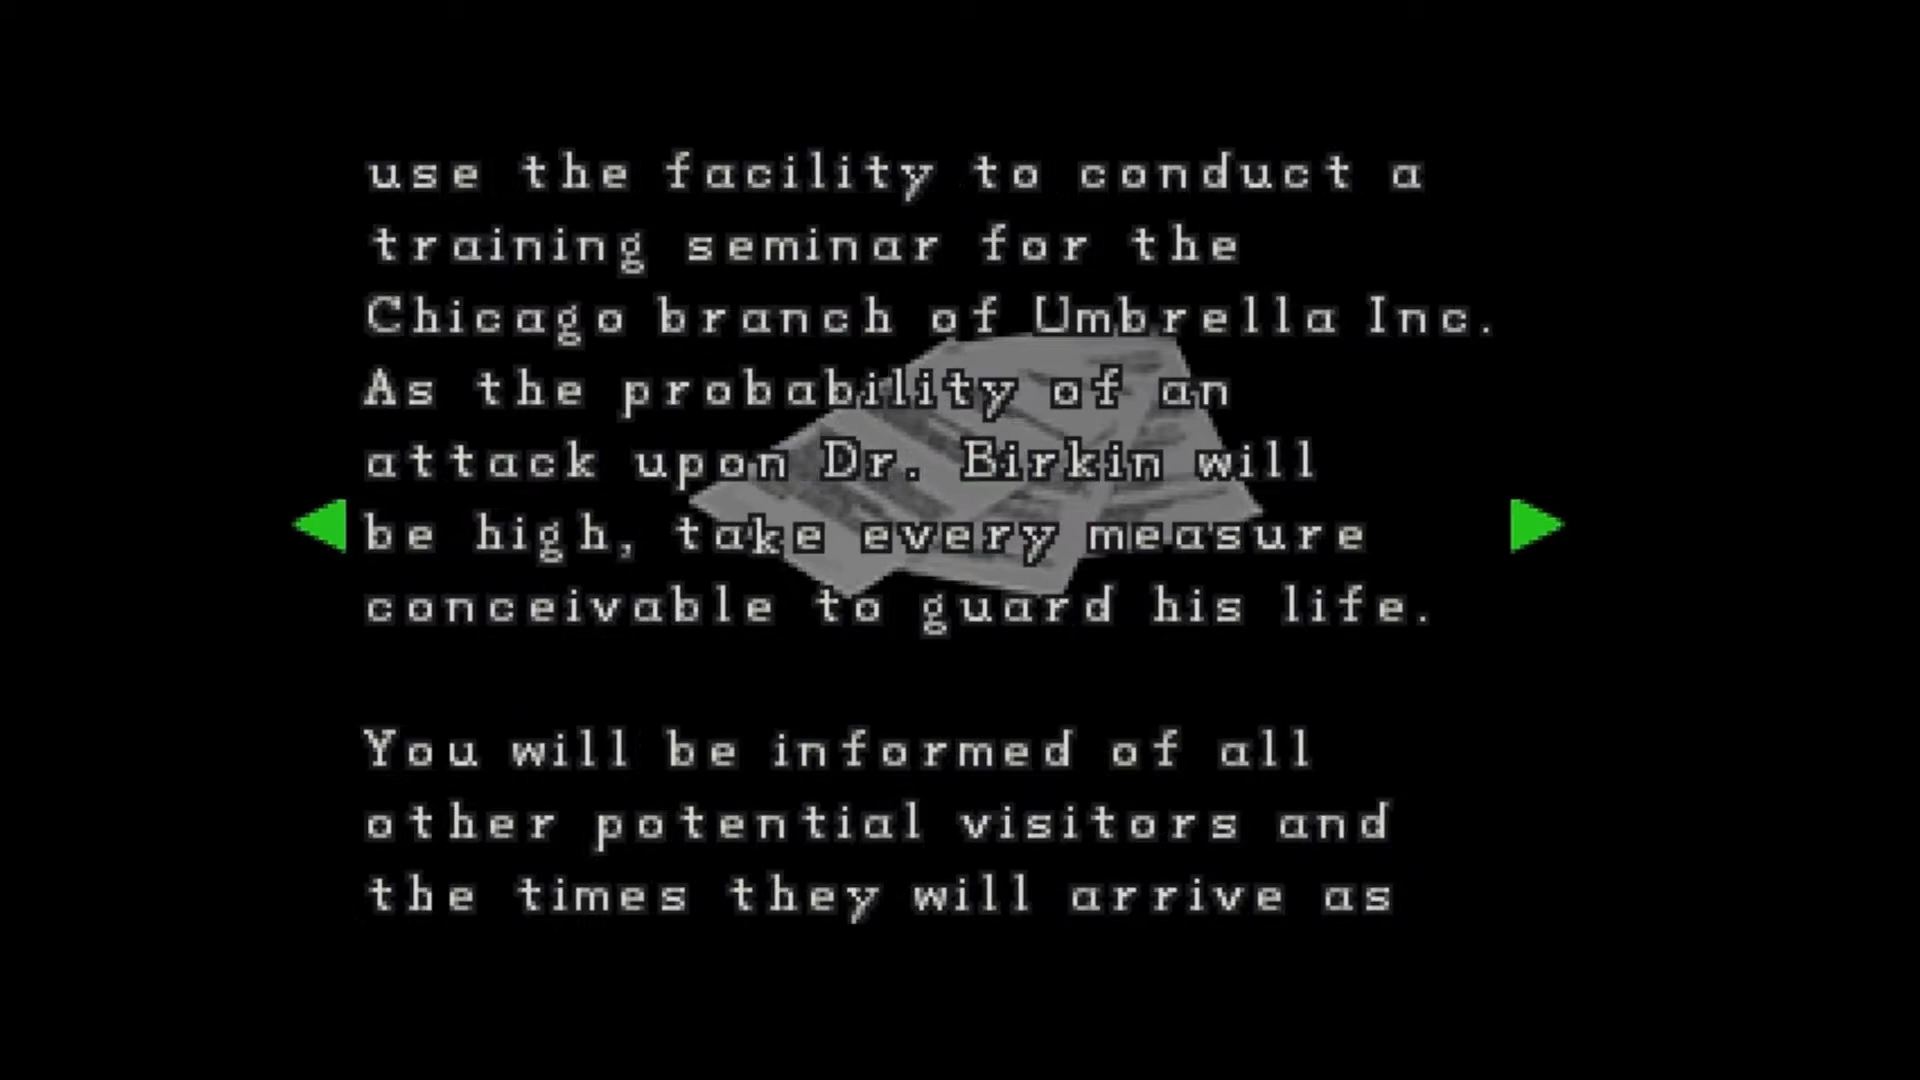 use the facility to conduct a
training seminar for the
Chicago branch of Umbrella Inc.
As the probability of an
attack upon Dr. Birkin will
be high, take every measure
conceivable to guard his life.
You will be informed of all
other potential visitors and
the times they will arrive as